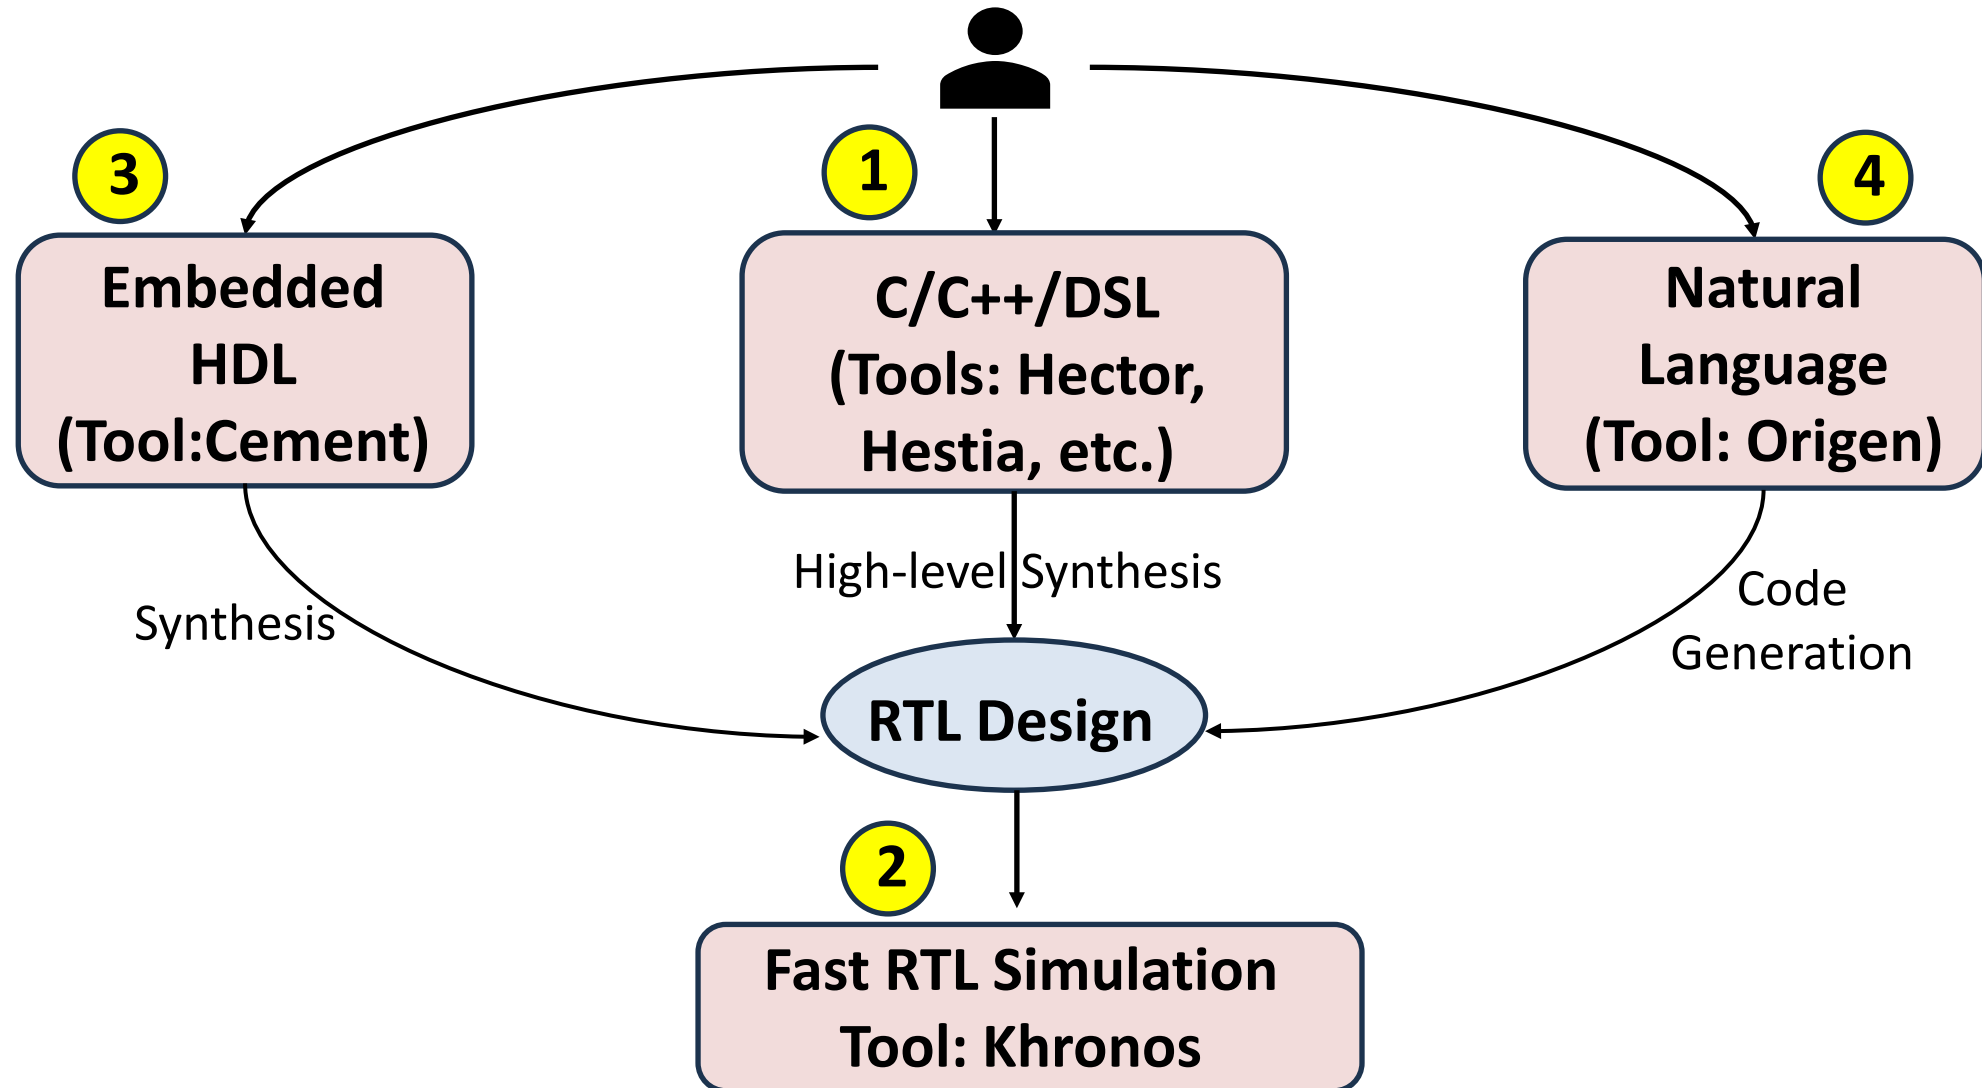 3
1
4
Embedded
HDL
(Tool:Cement)
C/C++/DSL
(Tools: Hector,
Hestia, etc.)
Natural
Language
(Tool: Origen)
Synthesis
High-level Synthesis
Code
Generation
RTL Design
2
Fast RTL Simulation
Tool: Khronos